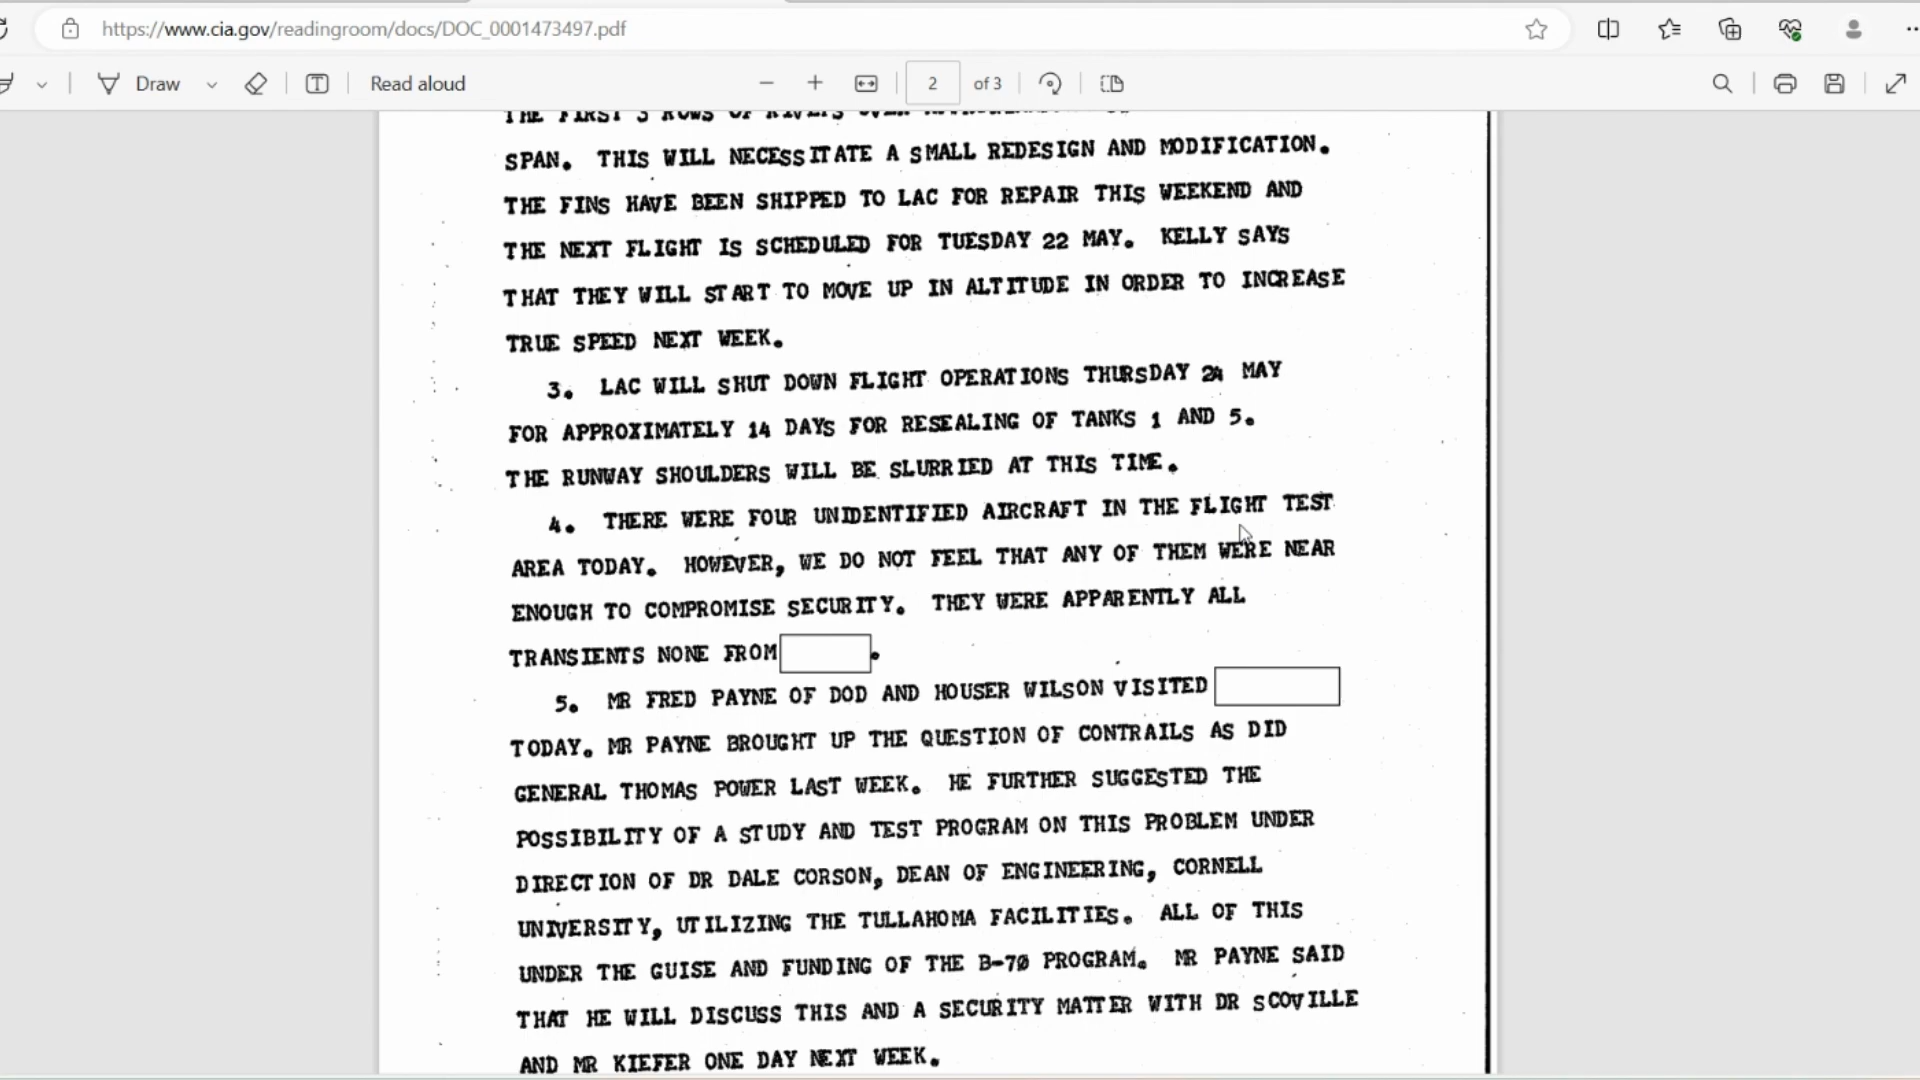 https://www.cia.gov/readingroom/docs/DOC_0001473497.pdf
Draw
Read aloud
2 of 3
THE FIRST 3 ROWS OF RIVETS OVER
SPAN. THIS WILL NECESSITATE A SMALL REDESIGN AND MODIFICATION.
THE FINS HAVE BEEN SHIPPED TO LAC FOR REPAIR THIS WEEKEND AND
THE NEXT FLIGHT IS SCHEDULED FOR TUESDAY 22 MAY. KELLY SAYS
THAT THEY WILL START TO MOVE UP IN ALTITUDE IN ORDER TO INCREASE
TRUE SPEED NEXT WEEK.
3. LAC WILL SHUT DOWN FLIGHT OPERATIONS THURSDAY 24 MAY
FOR APPROXIMATELY 14 DAYS FOR RESEALING OF TANKS 1 AND 5.
THE RUNWAY SHOULDERS WILL BE SLURRIED AT THIS TIME.
4. THERE WERE FOUR UNIDENTIFIED AIRCRAFT IN THE FLIGHT TEST
AREA TODAY. HOWEVER, WE DO NOT FEEL THAT ANY OF THEM WERE NEAR
ENOUGH TO COMPROMISE SECURITY. THEY WERE APPARENTLY ALL
TRANSIENTS NONE FROM .
5. MR FRED PAYNE OF DOD AND HOUSER WILSON VISITED
TODAY. MR PAYNE BROUGHT UP THE QUESTION OF CONTRAILS AS DID
GENERAL THOMAS POWER LAST WEEK. HE FURTHER SUGGESTED THE
POSSIBILITY OF A STUDY AND TEST PROGRAM ON THIS PROBLEM UNDER
DIRECTION OF DR DALE CORSON, DEAN OF ENGINEERING, CORNELL
UNIVERSITY, UTILIZING THE TULLAHOMA FACILITIES. ALL OF THIS
UNDER THE GUISE AND FUNDING OF THE B-70 PROGRAM. MR PAYNE SAID
THAT HE WILL DISCUSS THIS AND A SECURITY MATTER WITH DR SCOVILLE
AND MR KIEFER ONE DAY NEXT WEEK.